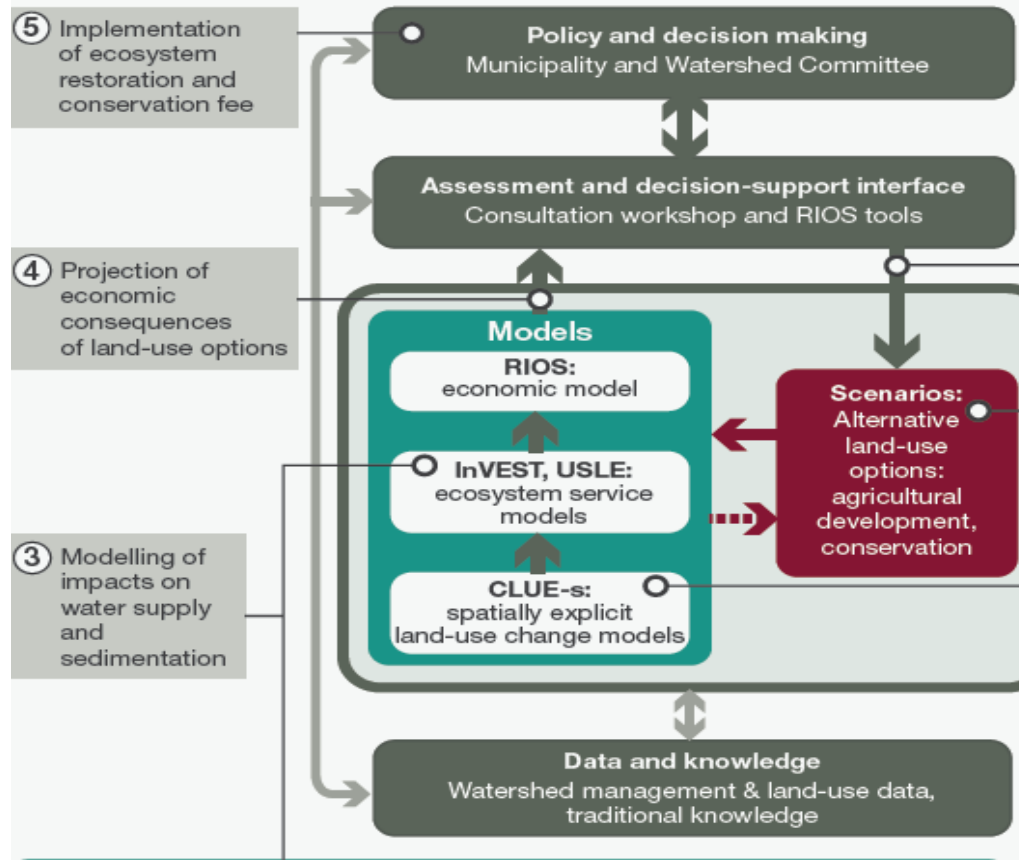 5 Implementation
of ecosystem
restoration and
conservation fee
Policy and decision making
Municipality and Watershed Committee
Assessment and decision-support interface
Consultation workshop and RIOS tools
4 Projection of
economic
consequences
of land-use options
Models
RIOS:
economic model
InVEST, USLE:
ecosystem service
models
CLUE-s:
spatially explicit
land-use change models
Scenarios:
Alternative
land-use
options:
agricultural
development,
conservation
3 Modelling of
impacts on
water supply
and
sedimentation
Data and knowledge
Watershed management & land-use data,
traditional knowledge